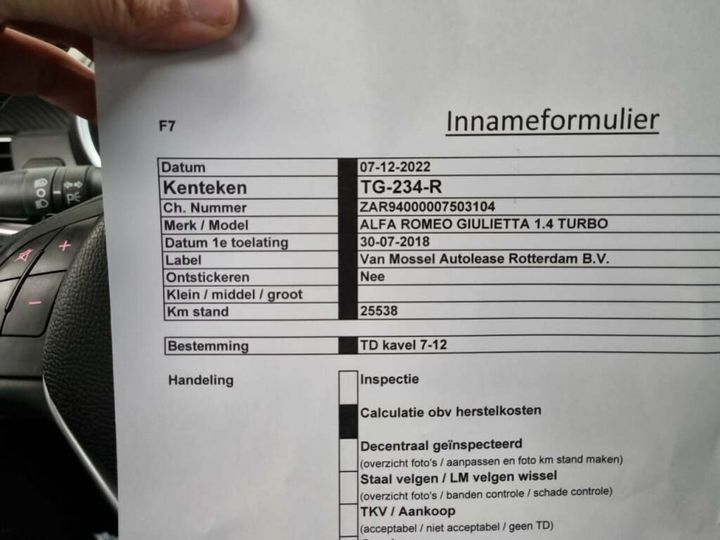 F7
Innameformulier
Datum 07-12-2022
Kenteken TG-234-R
Ch. Nummer ZAR94000007503104
Merk / Model ALFA ROMEO GIULIETTA 1.4 TURBO
Datum 1e toelating 30-07-2018
Label Van Mossel Autolease Rotterdam B.V.
Ontstickeren Nee
Klein / middel / groot
Km stand 25538
Bestemming TD kavel 7-12
Handeling Inspectie
Calculatie obv herstelkosten
Decentraal geïnspecteerd
(overzicht foto's / aanpassen en foto km stand maken)
Staal velgen / LM velgen wissel
(overzicht foto's / banden controle / schade controle)
TKV / Aankoop
(acceptabel / niet acceptabel / geen TD)